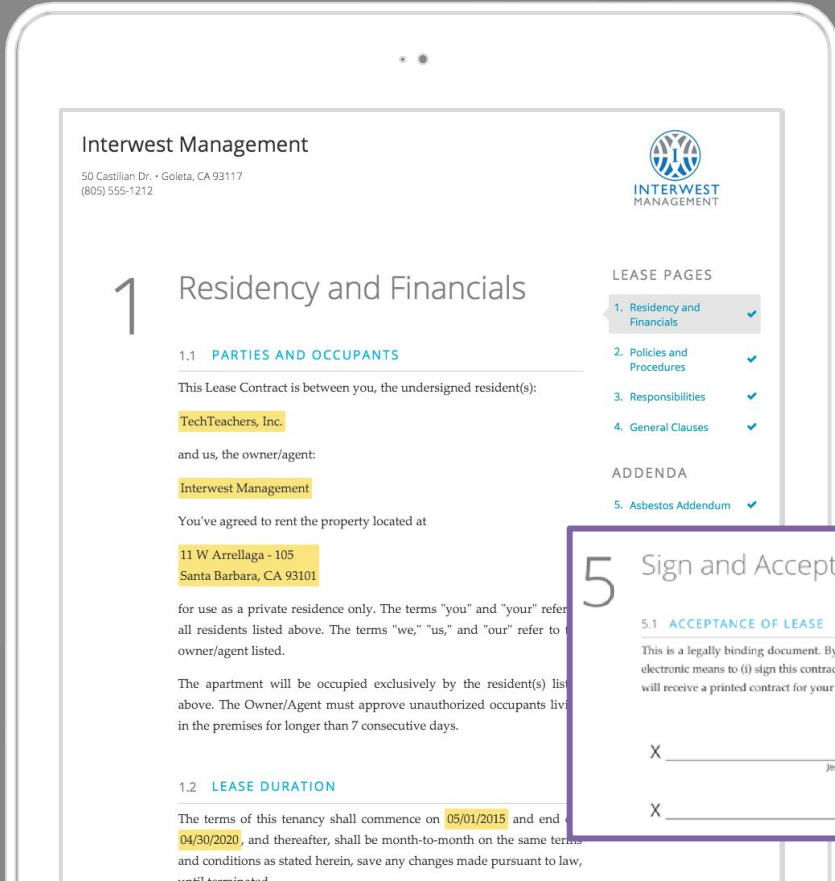 Interwest Management
50 Castilian Dr. • Goleta, CA 93117
(805) 555-1212
INTERWEST
MANAGEMENT
1 Residency and Financials
1.1 PARTIES AND OCCUPANTS
This Lease Contract is between you, the undersigned resident(s):
TechTeachers, Inc.
and us, the owner/agent:
Interwest Management
You've agreed to rent the property located at
11 W Arrellaga - 105
Santa Barbara, CA 93101
for use as a private residence only. The terms "you" and "your" refer
all residents listed above. The terms "we," "us," and "our" refer to
owner/agent listed.
The apartment will be occupied exclusively by the resident(s)
above. The Owner/Agent must approve unauthorized occupants
in the premises for longer than 7 consecutive days.
1.2 LEASE DURATION
The terms of this tenancy shall commence on 05/01/2015 and end
04/30/2020, and thereafter, shall be month-to-month on the same
and conditions as stated herein, save any changes made pursuant to law,
until terminated
LEASE PAGES
1. Residency and
Financials
2. Policies and
Procedures
3. Responsibilities
4. General Clauses
ADDENDA
5. Asbestos Addendum
5 Sign and Accept
5.1 ACCEPTANCE OF LEASE
This is a legally binding document. By
electronic means to (i) sign this contrac
will receive a printed contract for your
X
X